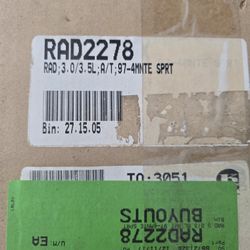 RAD2278
RAD;3.0/3.5L;A/T;97-4MNTE SPRT
Bin: 27.15.05
TO:3051
RAD2278
BUYOUTS
U/M: EA